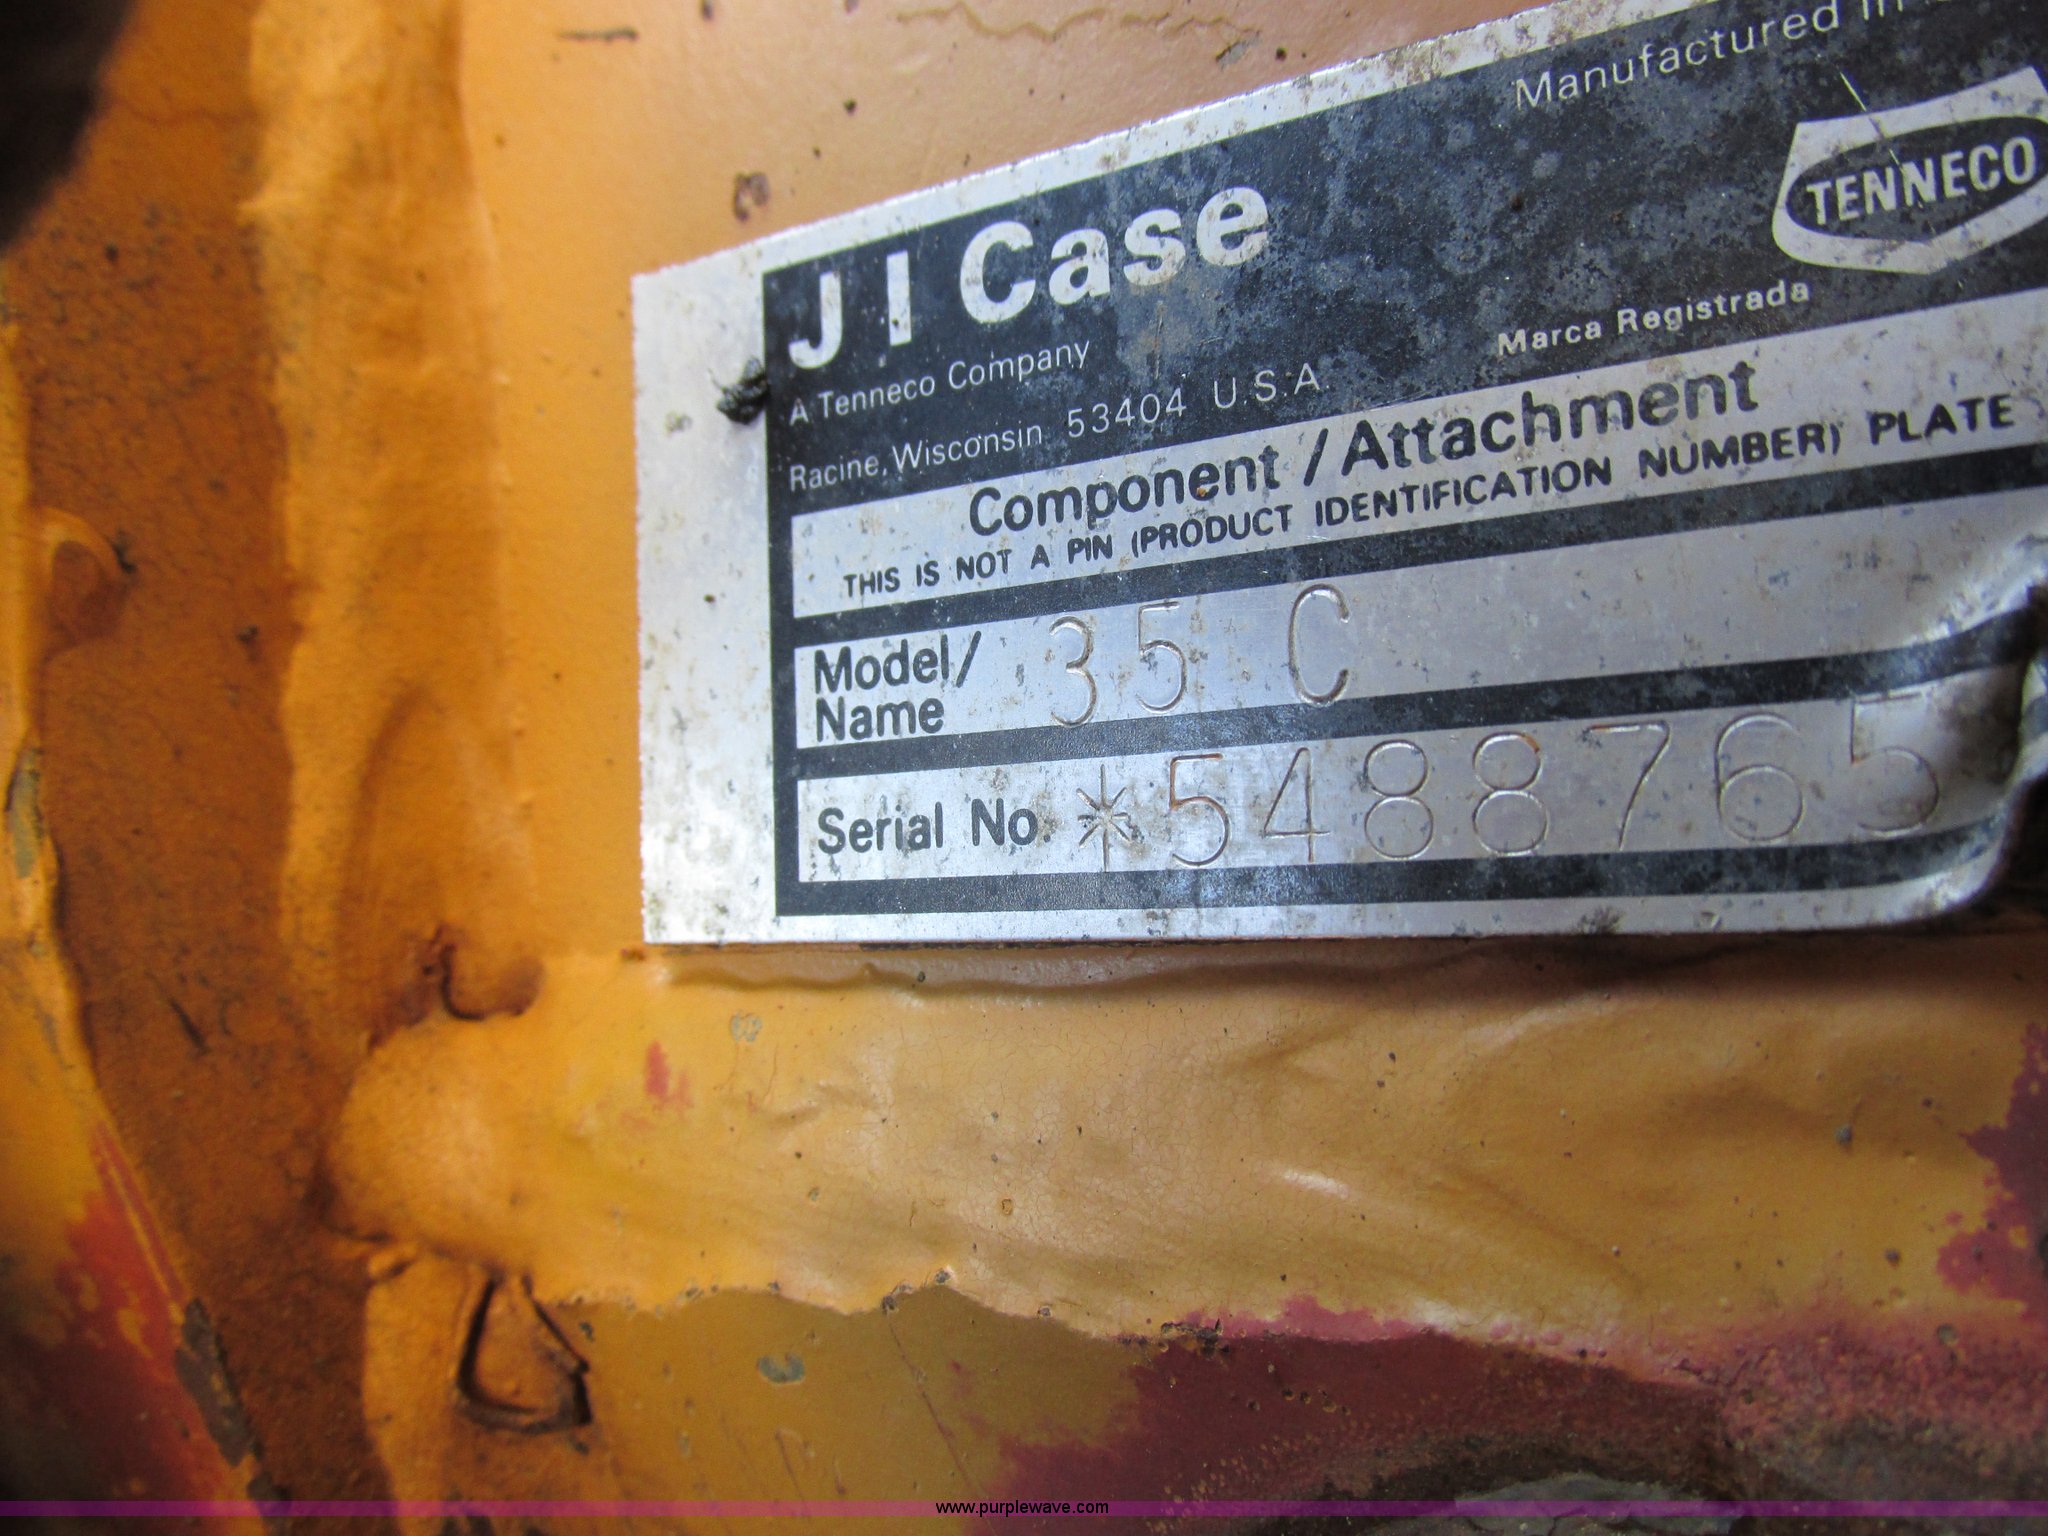 Manufactured in
J I Case
TENNECO
A Tenneco Company
Marca Registrada
Racine, Wisconsin 53404 U.S.A
Component / Attachment
THIS IS NOT A PIN (PRODUCT IDENTIFICATION NUMBER) PLATE
Model/
Name 35 C
Serial No. *5488765
www.purplewave.com